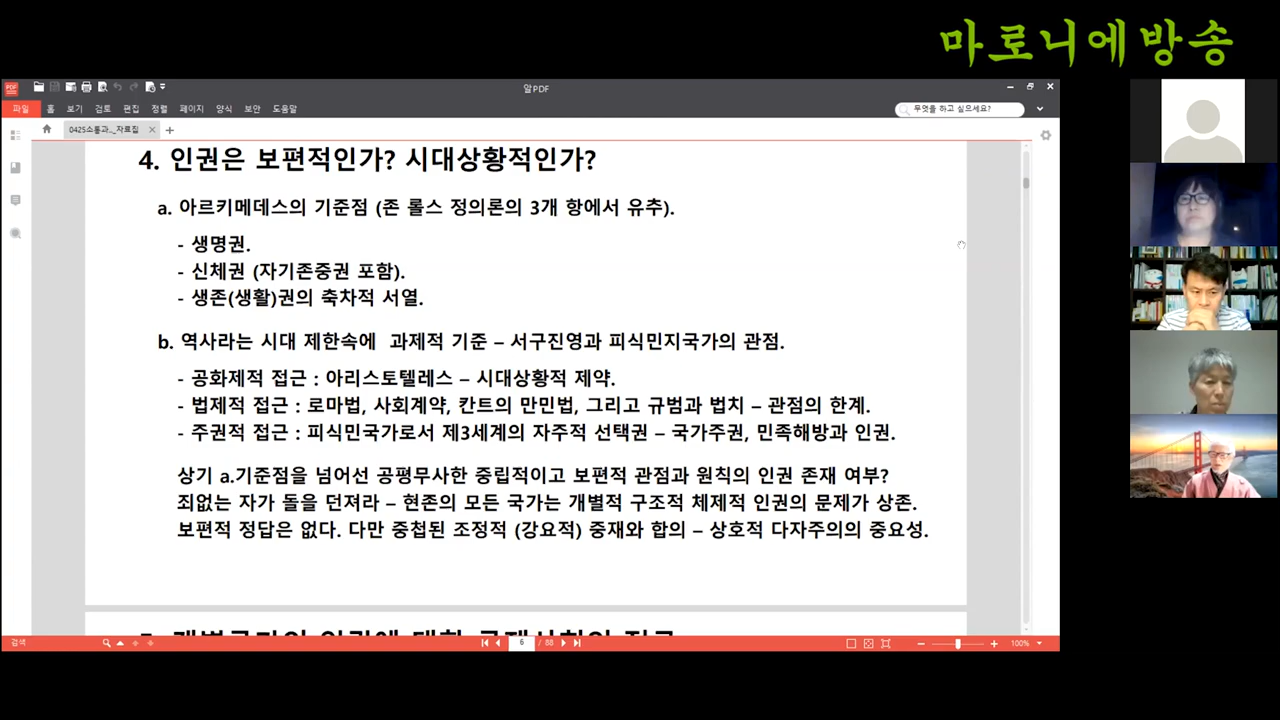 마로니에방송
알PDF
파일 홈 보기 검토 편집 정렬 페이지 양식 보안 도움말
무엇을 하고 싶으세요?
0425소통과..._자료집
4. 인권은 보편적인가? 시대상황적인가?
a. 아르키메데스의 기준점 (존 롤스 정의론의 3개 항에서 유추).
- 생명권.
- 신체권 (자기존중권 포함).
- 생존(생활)권의 축차적 서열.
b. 역사라는 시대 제한속에 과제적 기준 – 서구진영과 피식민지국가의 관점.
- 공화제적 접근 : 아리스토텔레스 – 시대상황적 제약.
- 법제적 접근 : 로마법, 사회계약, 칸트의 만민법, 그리고 규범과 법치 – 관점의 한계.
- 주권적 접근 : 피식민국가로서 제3세계의 자주적 선택권 – 국가주권, 민족해방과 인권.
상기 a.기준점을 넘어선 공평무사한 중립적이고 보편적 관점과 원칙의 인권 존재 여부?
죄없는 자가 돌을 던져라 – 현존의 모든 국가는 개별적 구조적 체제적 인권의 문제가 상존.
보편적 정답은 없다. 다만 중첩된 조정적 (강요적) 중재와 합의 – 상호적 다자주의의 중요성.
검색
6 / 88
100%